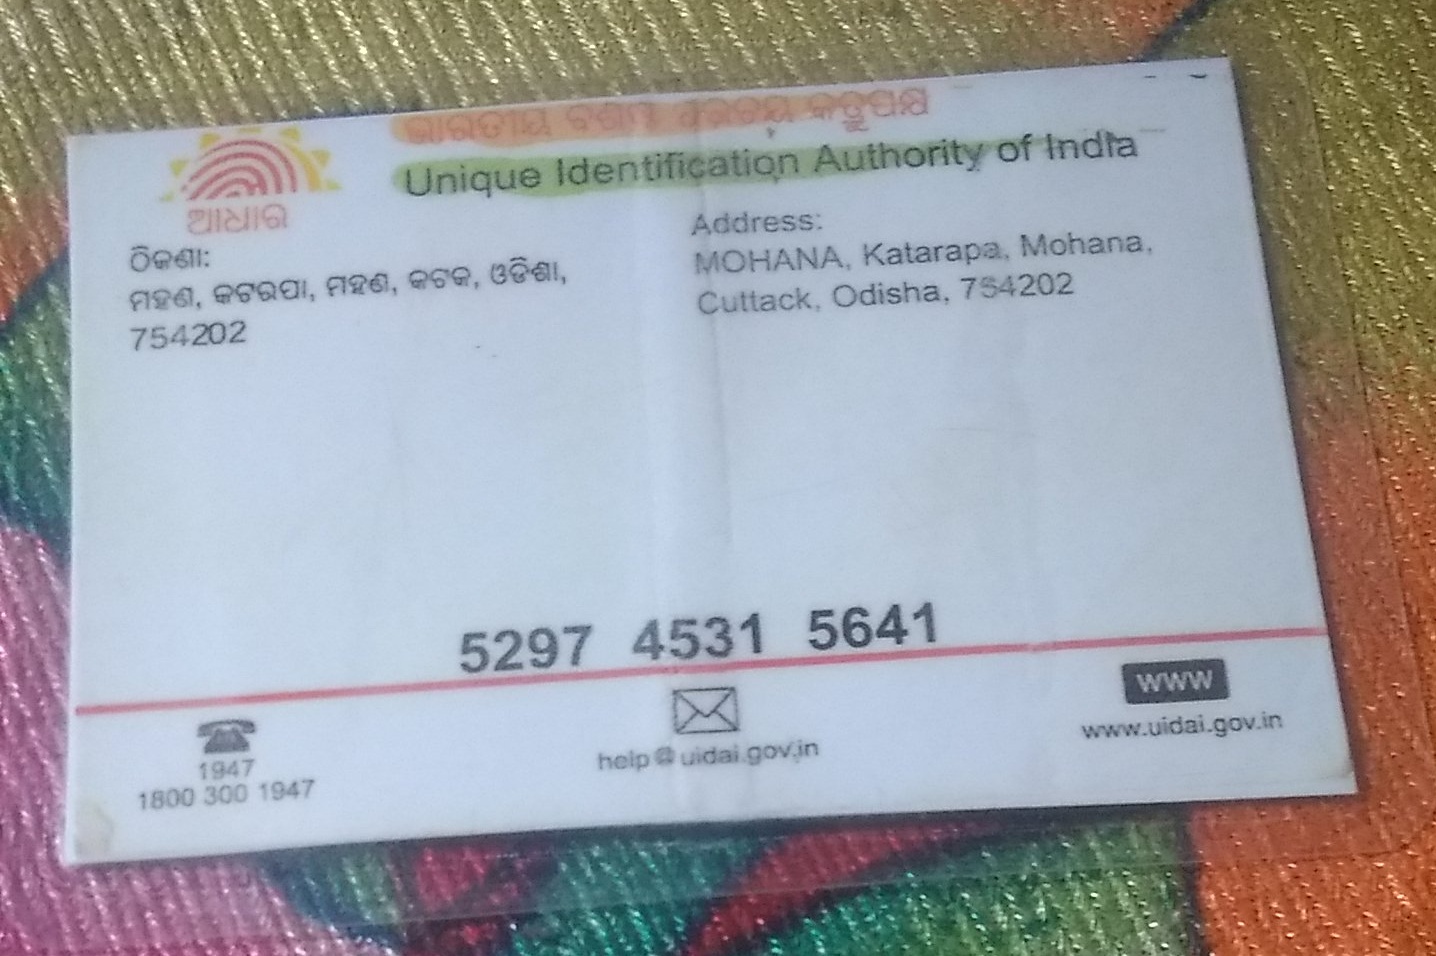 ଭାରତୀୟ ବିଶିଷ୍ଟ ପରିଚୟ କର୍ତ୍ତୃପକ୍ଷ
Unique Identification Authority of India
ଆଧାର
ଠିକଣା:
ମହଣ, କଟରପା, ମହଣ, କଟକ, ଓଡିଶା,
754202
Address:
MOHANA, Katarapa, Mohana,
Cuttack, Odisha, 754202
5297 4531 5641
1947
1800 300 1947
help@uidai.gov.in
WWW
www.uidai.gov.in